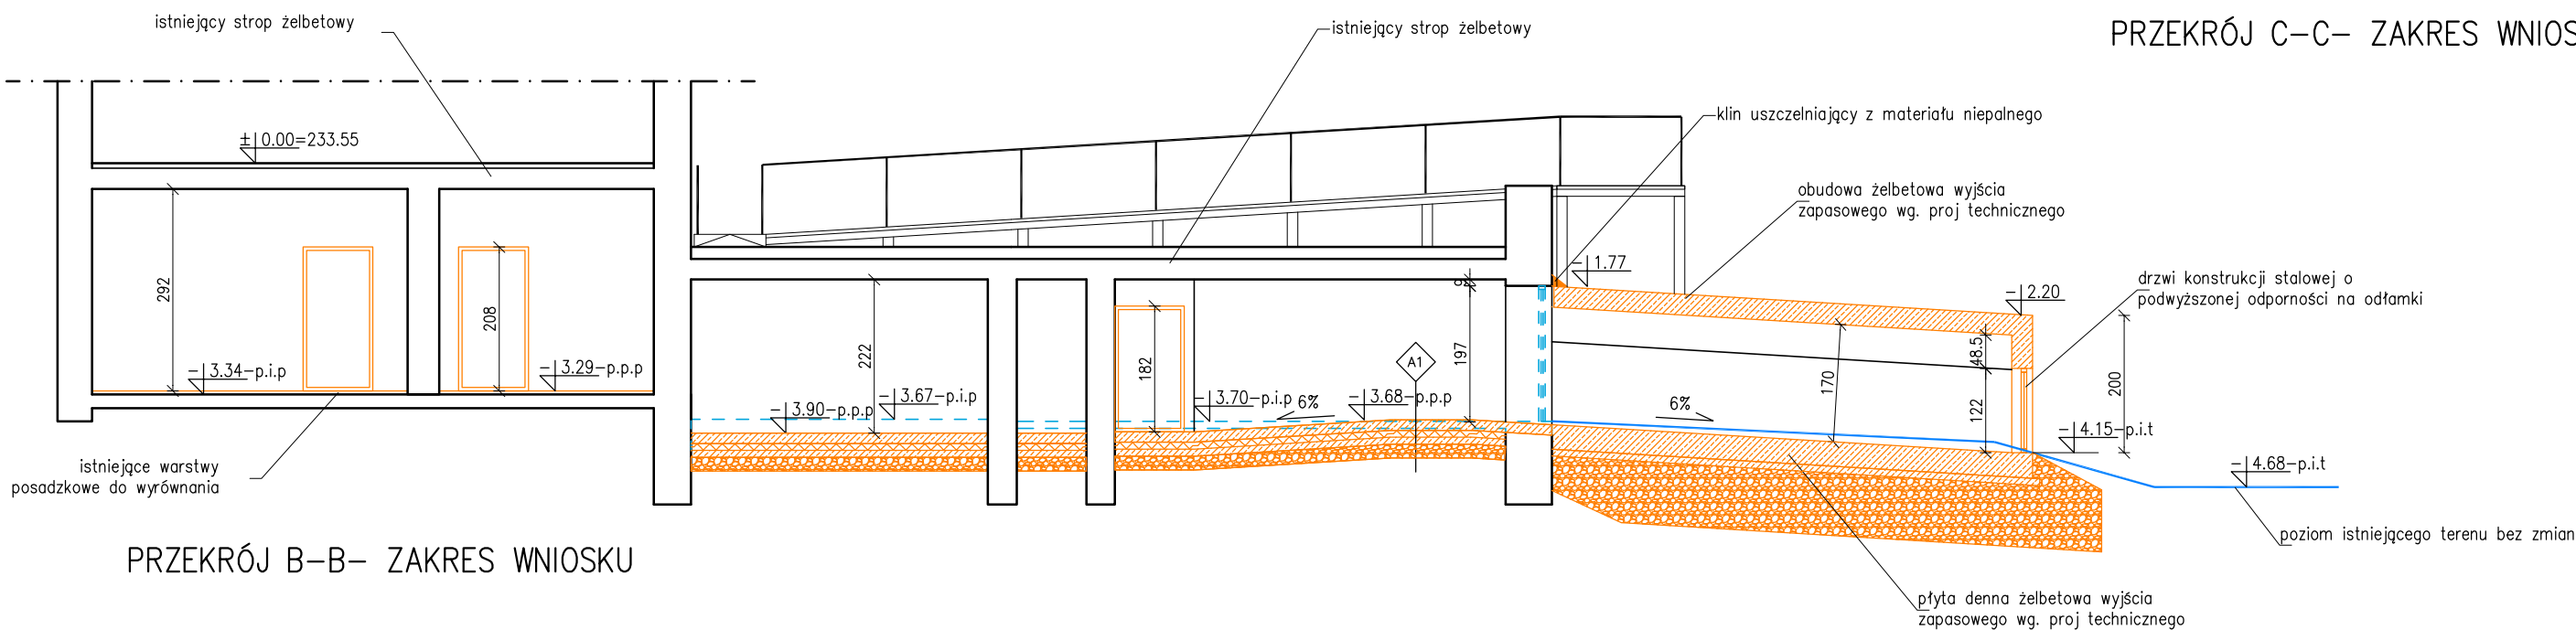 istniejący strop żelbetowy
istniejący strop żelbetowy
PRZEKRÓJ C-C- ZAKRES WNIOS
klin uszczelniający z materiału niepalnego
±0.00=233.55
obudowa żelbetowa wyjścia
zapasowego wg. proj technicznego
-1.77
drzwi konstrukcji stalowej o
podwyższonej odporności na odłamki
-2.20
292
208
222
182
9
197
170
48.5
122
200
A1
-3.34-p.i.p
-3.29-p.p.p
-3.90-p.p.p
-3.67-p.i.p
-3.70-p.i.p
6%
-3.68-p.p.p
6%
-4.15-p.i.t
-4.68-p.i.t
istniejące warstwy
posadzkowe do wyrównania
poziom istniejącego terenu bez zmian
PRZEKRÓJ B-B- ZAKRES WNIOSKU
płyta denna żelbetowa wyjścia
zapasowego wg. proj technicznego